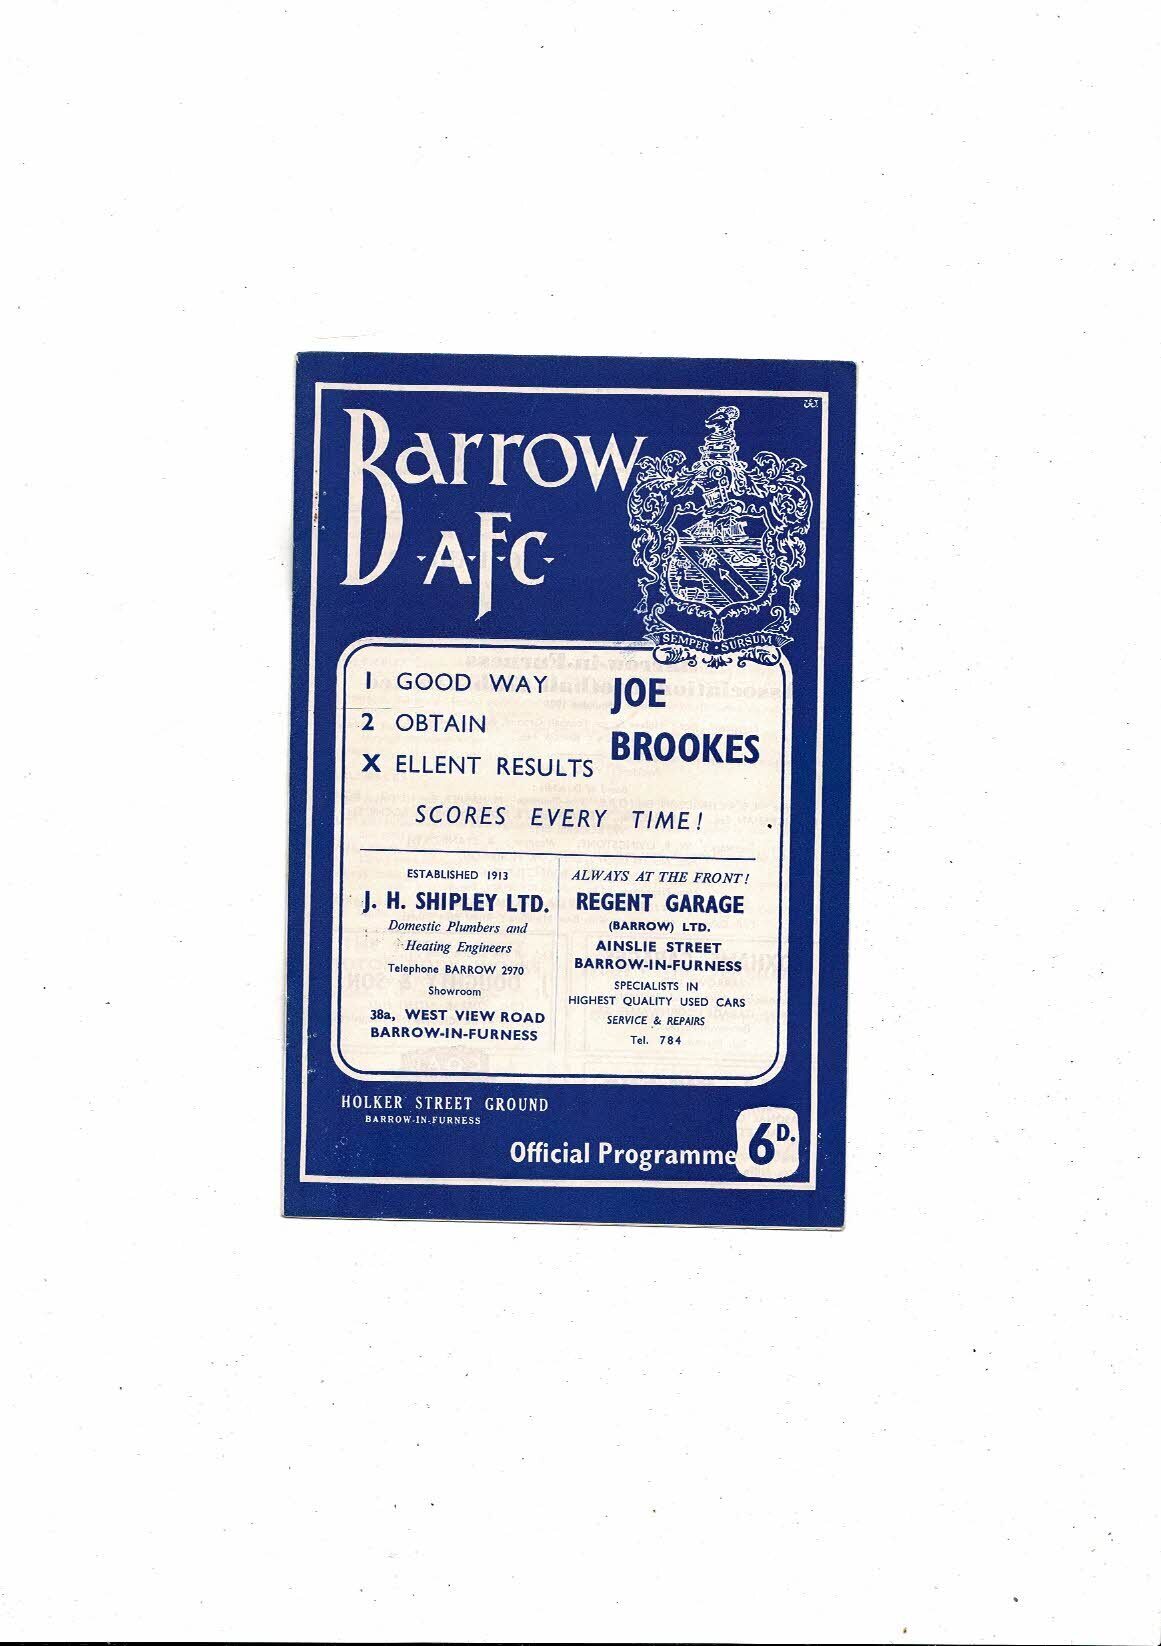 Barrow
A.F.C.
SEMPER SURSUM
1 GOOD WAY
2 OBTAIN
X ELLENT RESULTS
JOE
BROOKES
SCORES EVERY TIME!
ESTABLISHED 1913
J. H. SHIPLEY LTD.
Domestic Plumbers and
Heating Engineers
Telephone BARROW 2970
Showroom
38a, WEST VIEW ROAD
BARROW-IN-FURNESS
ALWAYS AT THE FRONT!
REGENT GARAGE
(BARROW) LTD.
AINSLIE STREET
BARROW-IN-FURNESS
SPECIALISTS IN
HIGHEST QUALITY USED CARS
SERVICE & REPAIRS
Tel. 784
HOLKER STREET GROUND
BARROW-IN-FURNESS
Official Programme 6D.